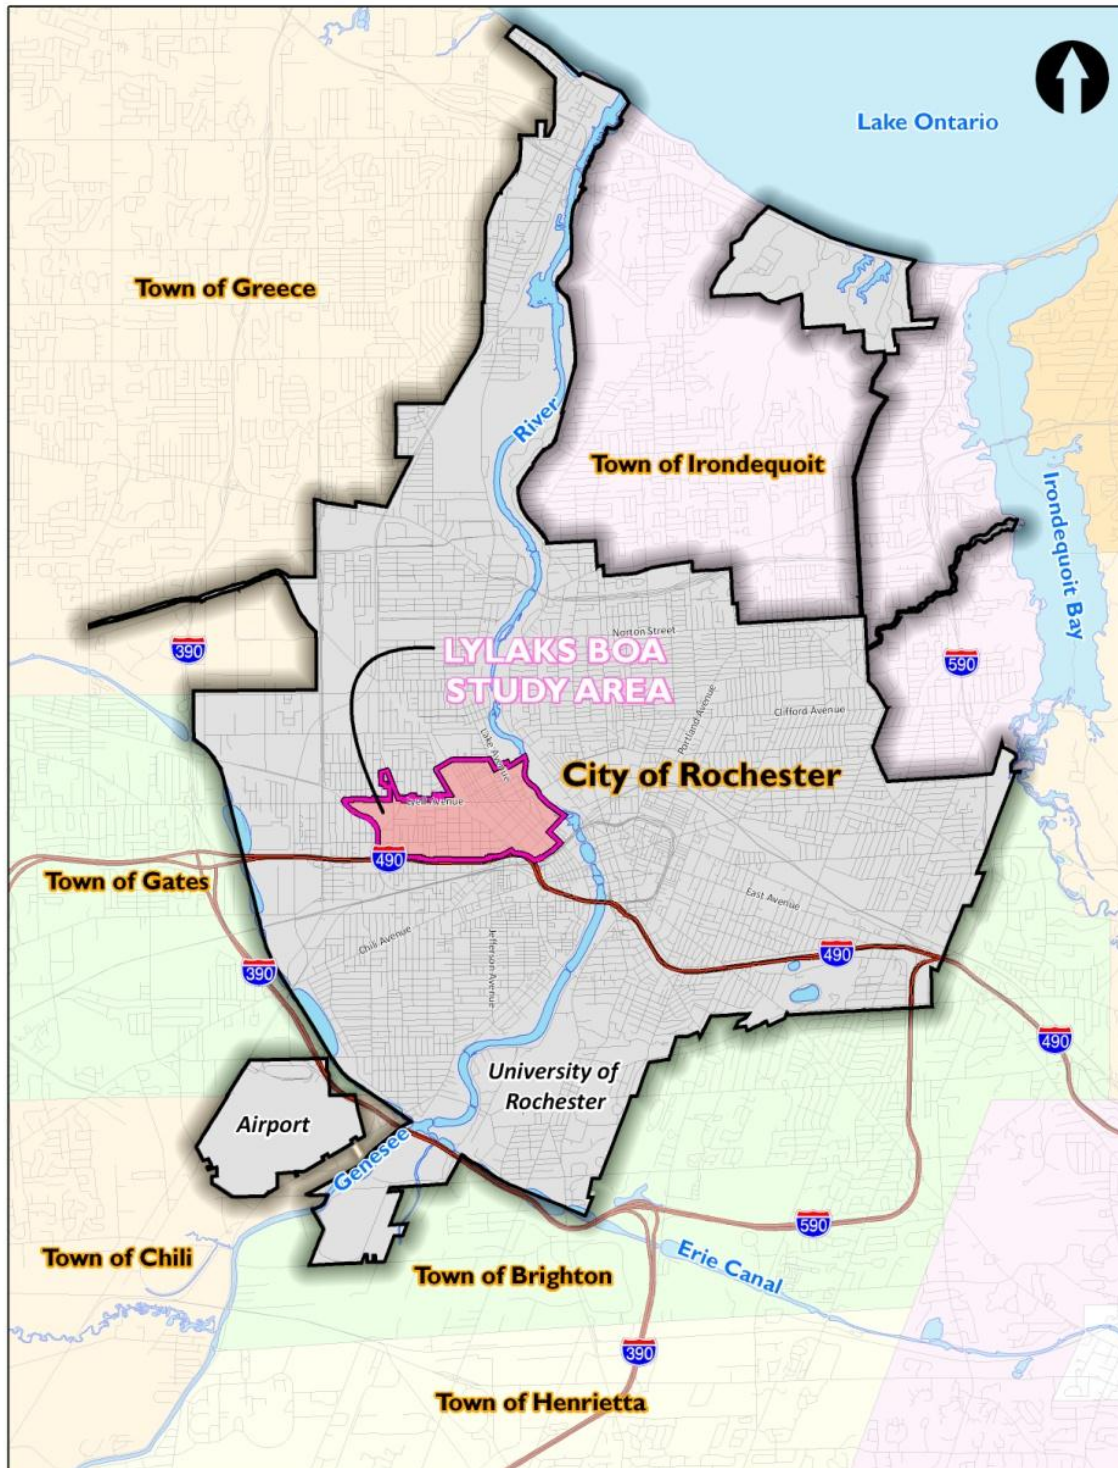 Lake Ontario
Town of Greece
River
Town of Irondequoit
Irondequoit Bay
390
Norton Street
LYLAKS BOA
STUDY AREA
590
Portland Avenue
Clifford Avenue
Lake Avenue
City of Rochester
Lyell Avenue
490
Town of Gates
East Avenue
Chili Avenue
Jefferson Avenue
490
390
490
University of
Rochester
Airport
Genesee
590
Town of Chili
Erie Canal
Town of Brighton
390
Town of Henrietta